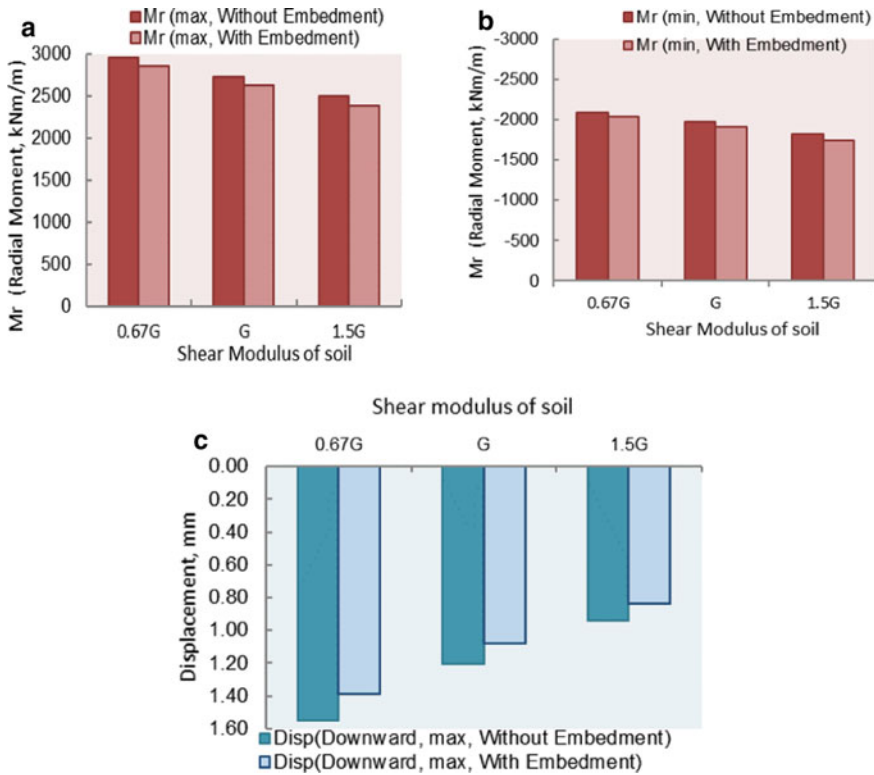 a
Mr (max, Without Embedment)
Mr (max, With Embedment)
3000
2500
2000
1500
1000
500
0
Mr (Radial Moment, kNm/m)
0.67G G 1.5G
Shear Modulus of soil
b
Mr (min, Without Embedment)
Mr (min, With Embedment)
-3000
-2500
-2000
-1500
-1000
-500
0
Mr (Radial Moment, kNm/m)
0.67G G 1.5G
Shear Modulus of soil
Shear modulus of soil
c
0.67G G 1.5G
0.00
0.20
0.40
0.60
0.80
1.00
1.20
1.40
1.60
Displacement, mm
Disp(Downward, max, Without Embedment)
Disp(Downward, max, With Embedment)